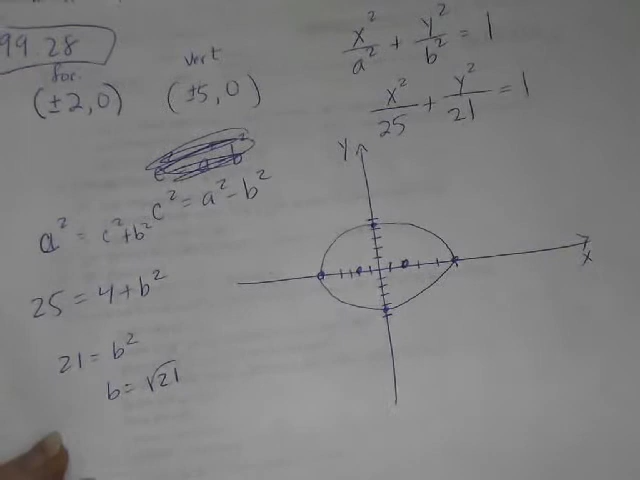 99.28
foc.
(±2,0)
vert
(±5,0)
c² = a² - b²
a² = c² + b²
25 = 4 + b²
21 = b²
b = √21
x²/a² + y²/b² = 1
x²/25 + y²/21 = 1
y
x